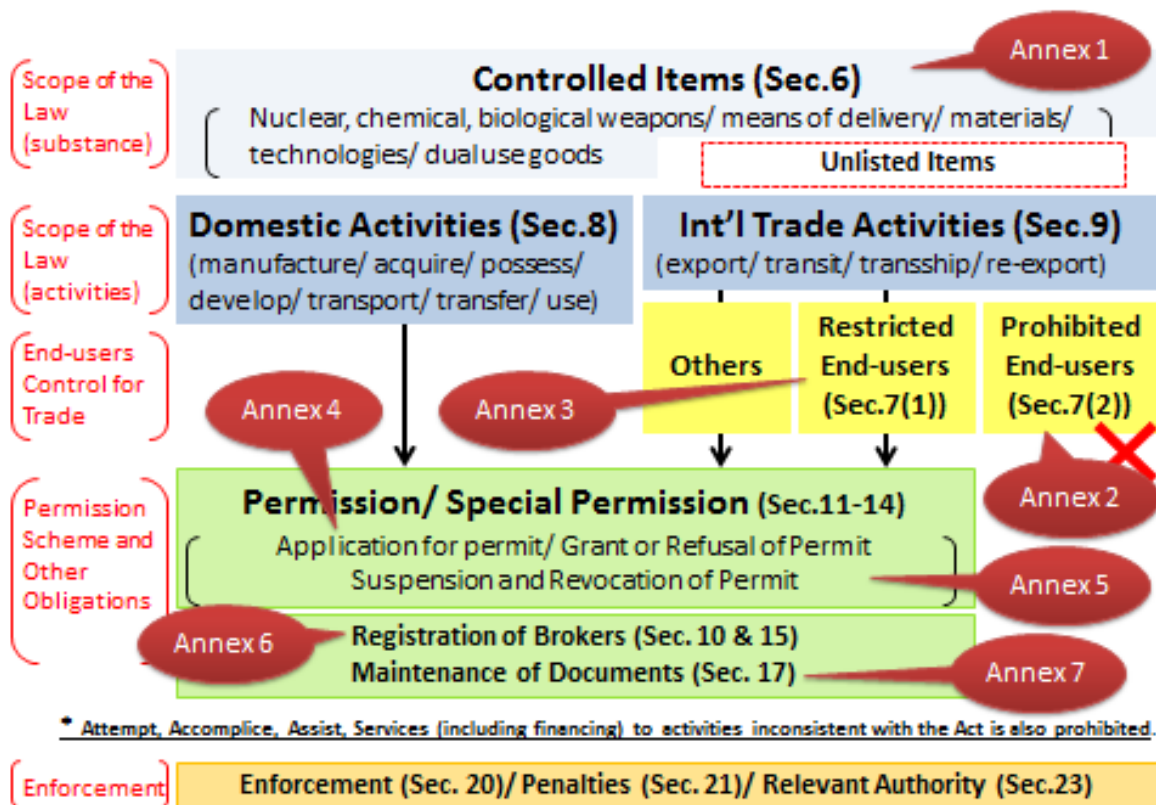 Annex 1
Scope of the
Law
(substance)
Controlled Items (Sec.6)
Nuclear, chemical, biological weapons/ means of delivery/ materials/
technologies/ dual use goods
Unlisted Items
Scope of the
Law
(activities)
Domestic Activities (Sec.8)
(manufacture/ acquire/ possess/
develop/ transport/ transfer/ use)
Int'l Trade Activities (Sec.9)
(export/ transit/ transship/ re-export)
End-users
Control for
Trade
Others
Restricted
End-users
(Sec.7(1))
Prohibited
End-users
(Sec.7(2))
Annex 4
Annex 3
Annex 2
Permission
Scheme and
Other
Obligations
Permission/ Special Permission (Sec.11-14)
Application for permit/ Grant or Refusal of Permit
Suspension and Revocation of Permit
Annex 5
Annex 6
Registration of Brokers (Sec. 10 & 15)
Maintenance of Documents (Sec. 17)
Annex 7
* Attempt, Accomplice, Assist, Services (including financing) to activities inconsistent with the Act is also prohibited.
Enforcement
Enforcement (Sec. 20)/ Penalties (Sec. 21)/ Relevant Authority (Sec.23)